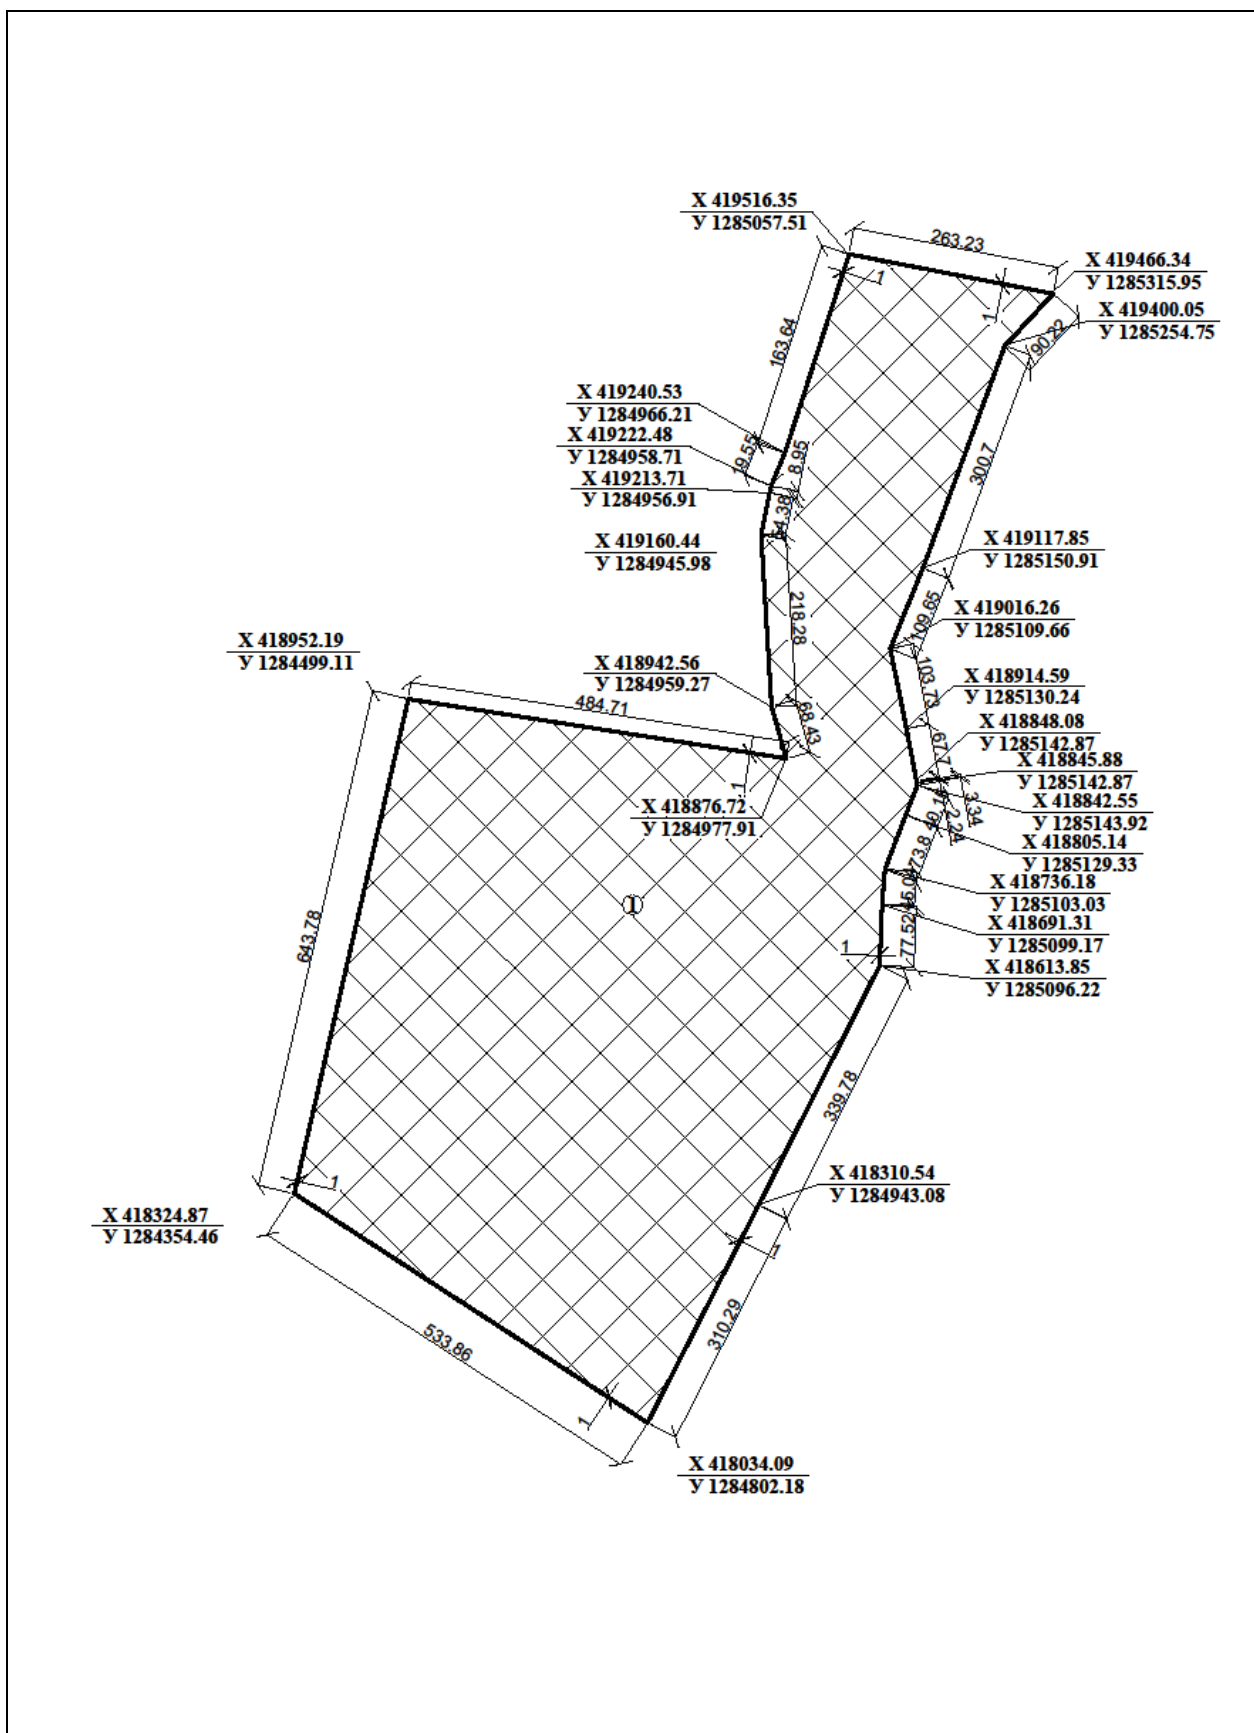 Х 419516.35
У 1285057.51
263.23
Х 419466.34
У 1285315.95
1
1
Х 419400.05
У 1285254.75
90.22
163.64
Х 419240.53
У 1284966.21
Х 419222.48
У 1284958.71
19.55
8.95
300.7
Х 419213.71
У 1284956.91
54.38
Х 419160.44
У 1284945.98
Х 419117.85
У 1285150.91
218.28
109.65
Х 419016.26
У 1285109.66
Х 418952.19
У 1284499.11
Х 418942.56
У 1284959.27
103.73
Х 418914.59
У 1285130.24
484.71
68.43
67.7
Х 418848.08
У 1285142.87
Х 418845.88
У 1285142.87
1
3.34
Х 418842.55
У 1285143.92
Х 418876.72
У 1284977.91
2.24
Х 418805.14
У 1285129.33
73.8
Х 418736.18
У 1285103.03
1
643.78
77.52
Х 418691.31
У 1285099.17
1
Х 418613.85
У 1285096.22
339.78
1
Х 418310.54
У 1284943.08
Х 418324.87
У 1284354.46
1
310.29
533.86
1
Х 418034.09
У 1284802.18